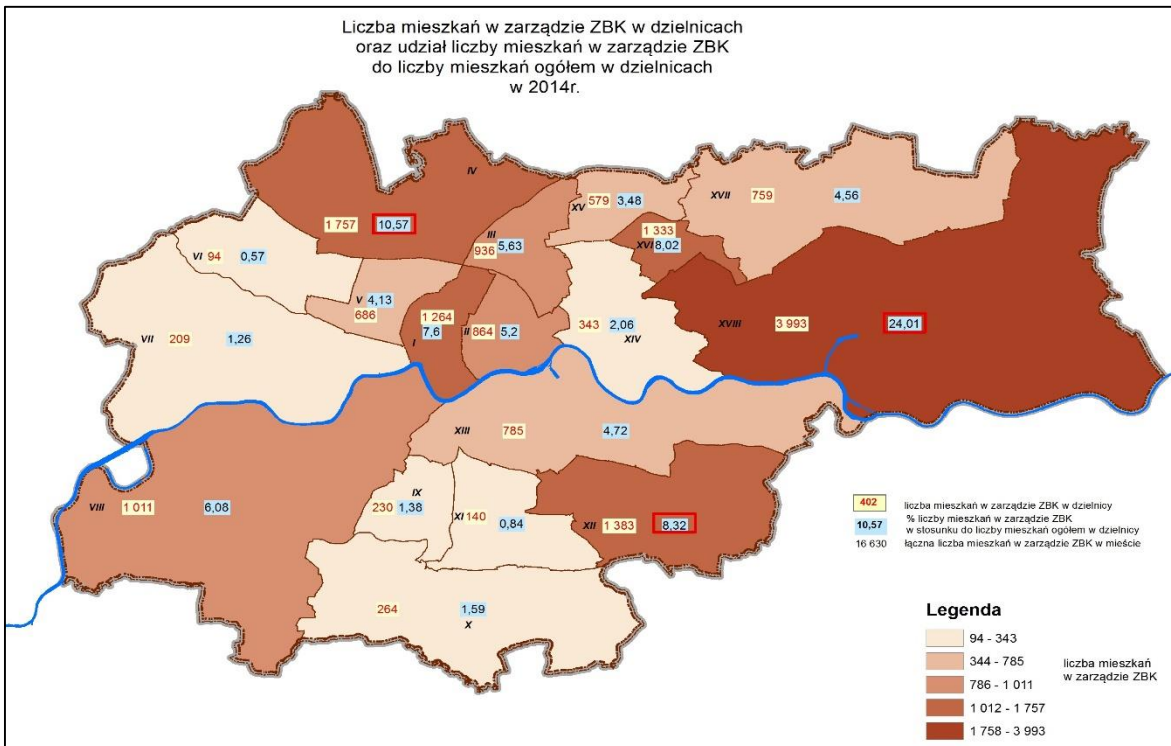 Liczba mieszkań w zarządzie ZBK w dzielnicach
oraz udział liczby mieszkań w zarządzie ZBK
do liczby mieszkań ogółem w dzielnicach
w 2014r.
IV
1 757 10,57
XV 579 3,48
XVII 759 4,56
III
936 5,63
1 333
XVI 8,02
VI 94 0,57
V 4,13
686
1 264
I 7,6
II 864 5,2
343 2,06
XIV
XVIII 3 993 24,01
VII 209 1,26
XIII 785 4,72
VIII 1 011 6,08
IX
230 1,38
XI 140 0,84
XII 1 383 8,32
264 1,59
X
402 liczba mieszkań w zarządzie ZBK w dzielnicy
% liczby mieszkań w zarządzie ZBK
10,57 w stosunku do liczby mieszkań ogółem w dzielnicy
16 630 łączna liczba mieszkań w zarządzie ZBK w mieście
Legenda
94 - 343
344 - 785
786 - 1 011
1 012 - 1 757
1 758 - 3 993
liczba mieszkań
w zarządzie ZBK